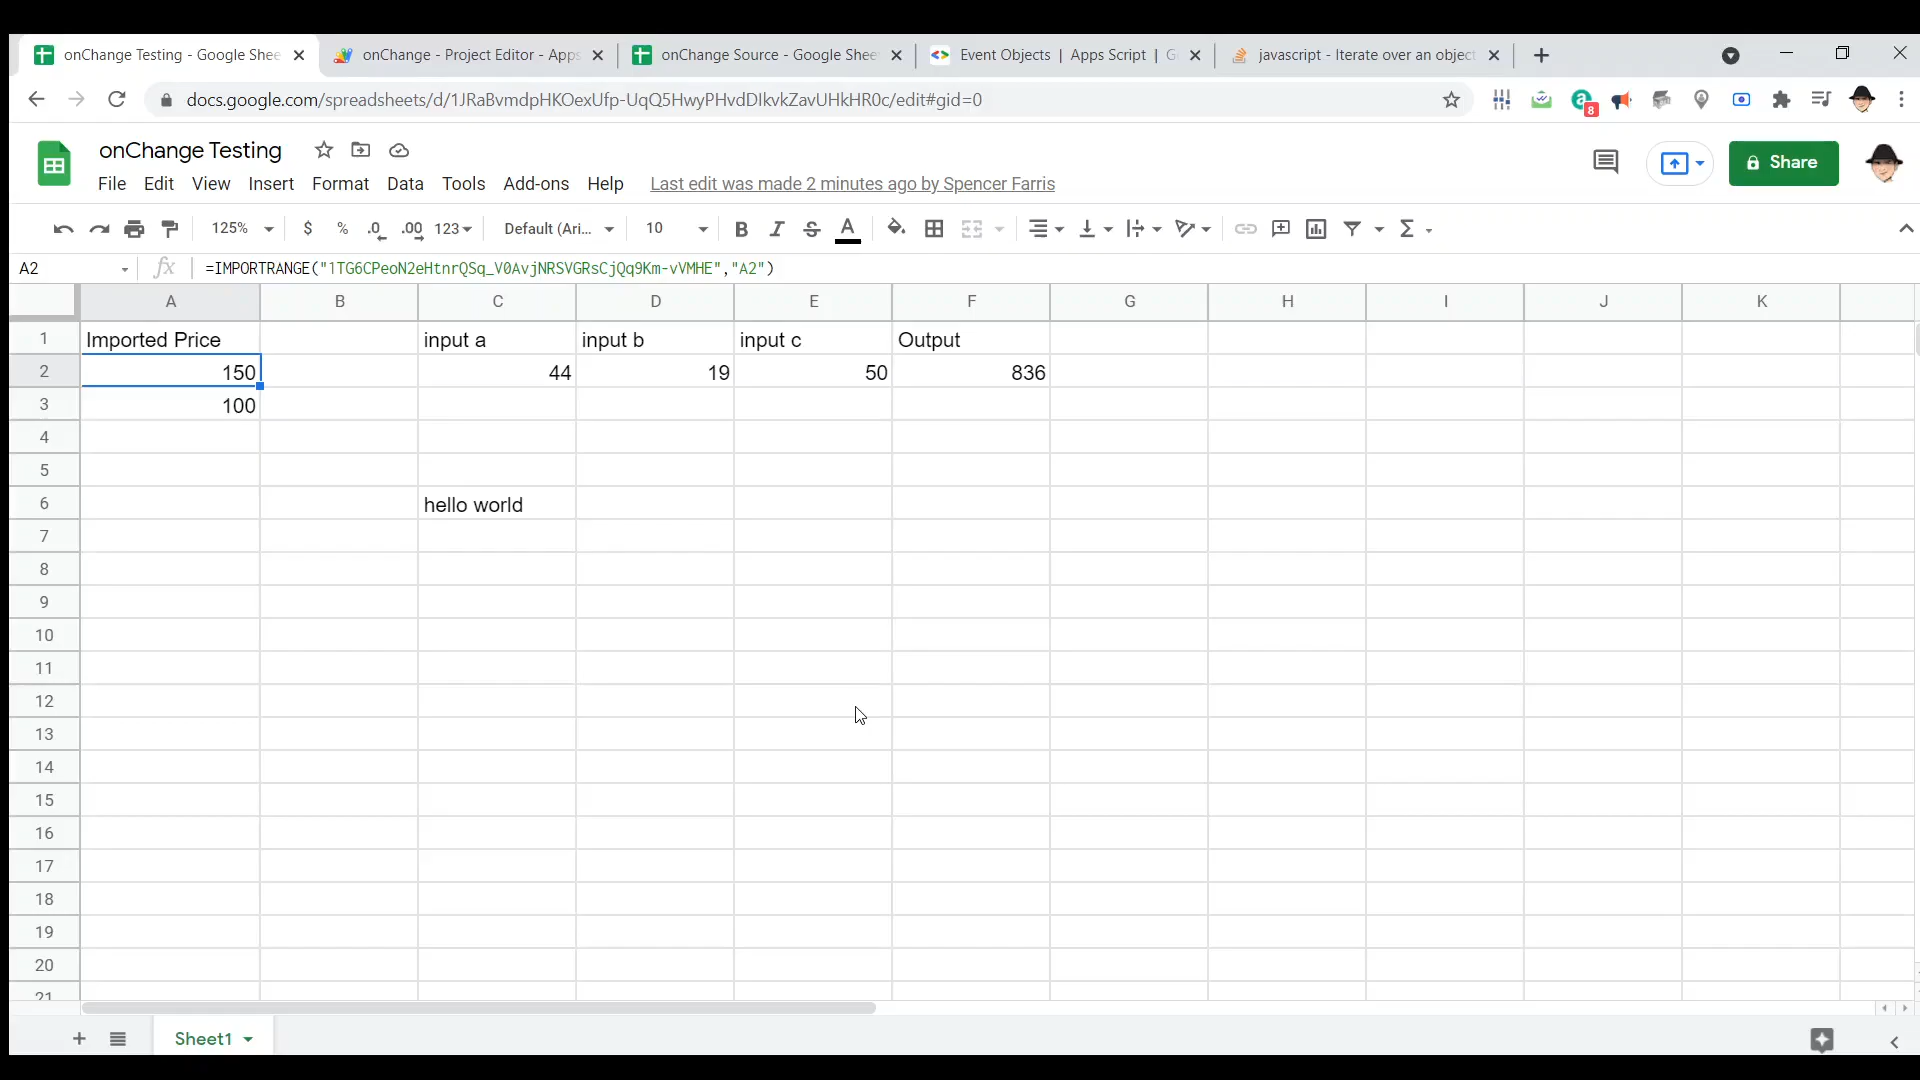 onChange Testing - Google Shee
onChange - Project Editor - Apps
onChange Source - Google Shee
Event Objects | Apps Script | G
javascript - Iterate over an object
docs.google.com/spreadsheets/d/1JRaBvmdpHKOexUfp-UqQ5HwyPHvdDIkvkZavUHkHR0c/edit#gid=0
8
onChange Testing
File Edit View Insert Format Data Tools Add-ons Help Last edit was made 2 minutes ago by Spencer Farris
Share
125% $ % .0 .00 123 Default (Ari... 10 B I S A Σ
A2 fx =IMPORTRANGE("1TG6CPeoN2eHtnrQSq_V0AvjNRSVGRsCjQq9Km-vVMHE","A2")
A B C D E F G H I J K
1 Imported Price input a input b input c Output
2 150 44 19 50 836
3 100
4
5
6 hello world
7
8
9
10
11
12
13
14
15
16
17
18
19
20
21
Sheet1